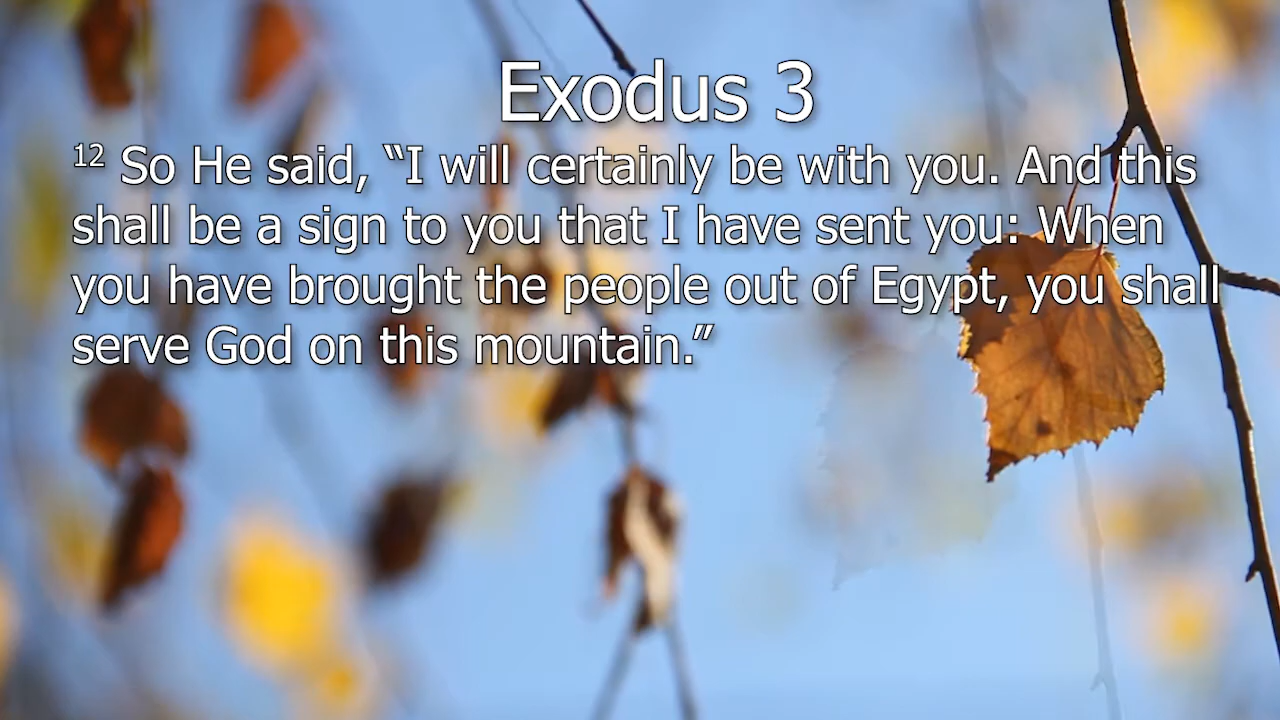 Exodus 3
12 So He said, “I will certainly be with you. And this
shall be a sign to you that I have sent you: When
you have brought the people out of Egypt, you shall
serve God on this mountain.”